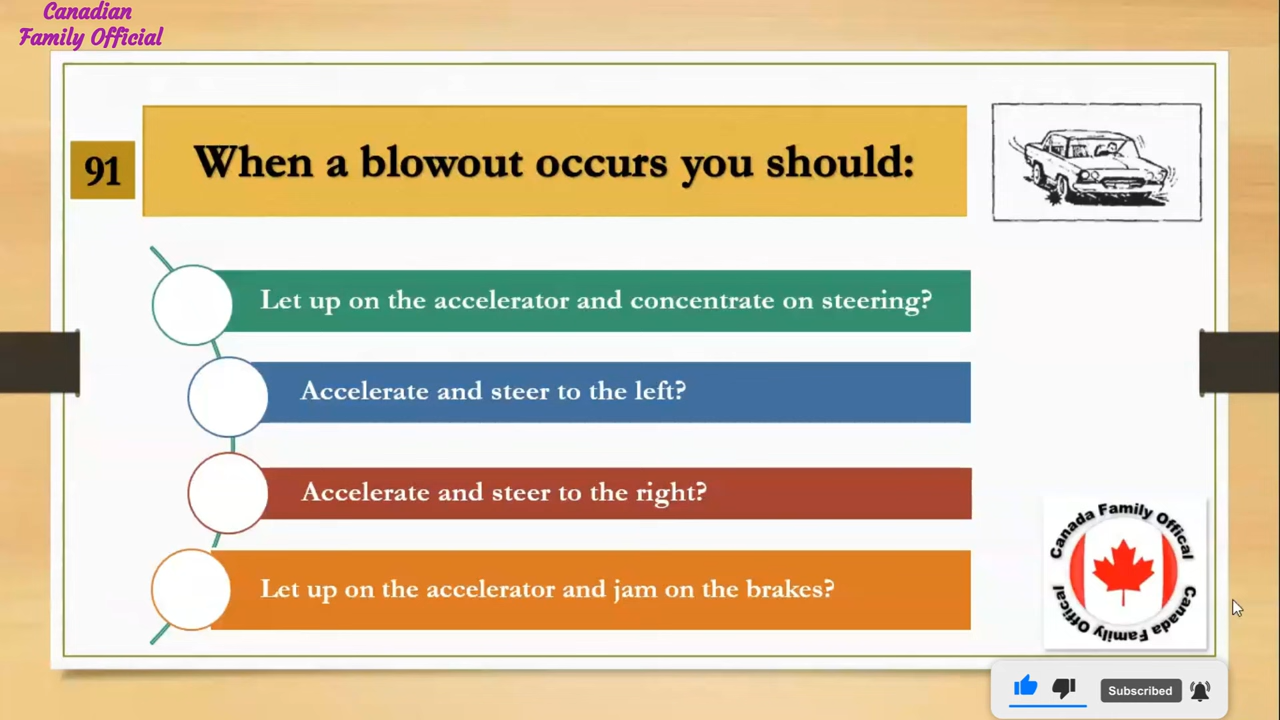 Canadian
Family Official
91
When a blowout occurs you should:
Let up on the accelerator and concentrate on steering?
Accelerate and steer to the left?
Accelerate and steer to the right?
Let up on the accelerator and jam on the brakes?
Canada Family Offical
Canada Family Offical
Subscribed